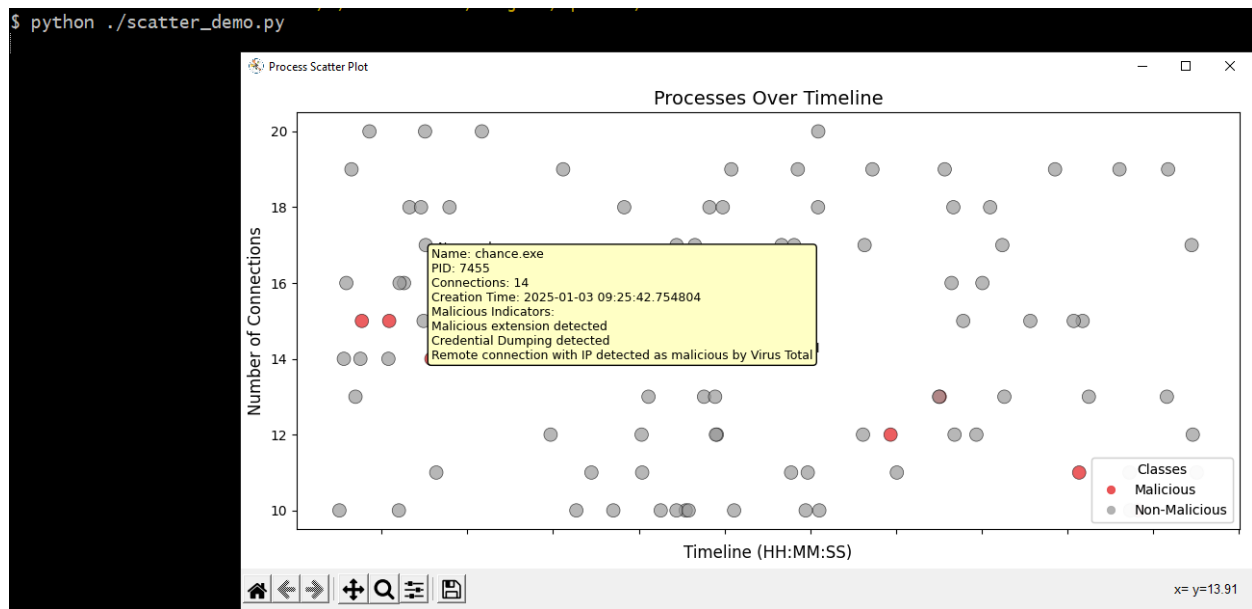 $ python ./scatter_demo.py
Process Scatter Plot
Processes Over Timeline
20
18
16
14
12
10
Number of Connections
Name: chance.exe
PID: 7455
Connections: 14
Creation Time: 2025-01-03 09:25:42.754804
Malicious Indicators:
Malicious extension detected
Credential Dumping detected
Remote connection with IP detected as malicious by Virus Total
Classes
Malicious
Non-Malicious
Timeline (HH:MM:SS)
x= y=13.91